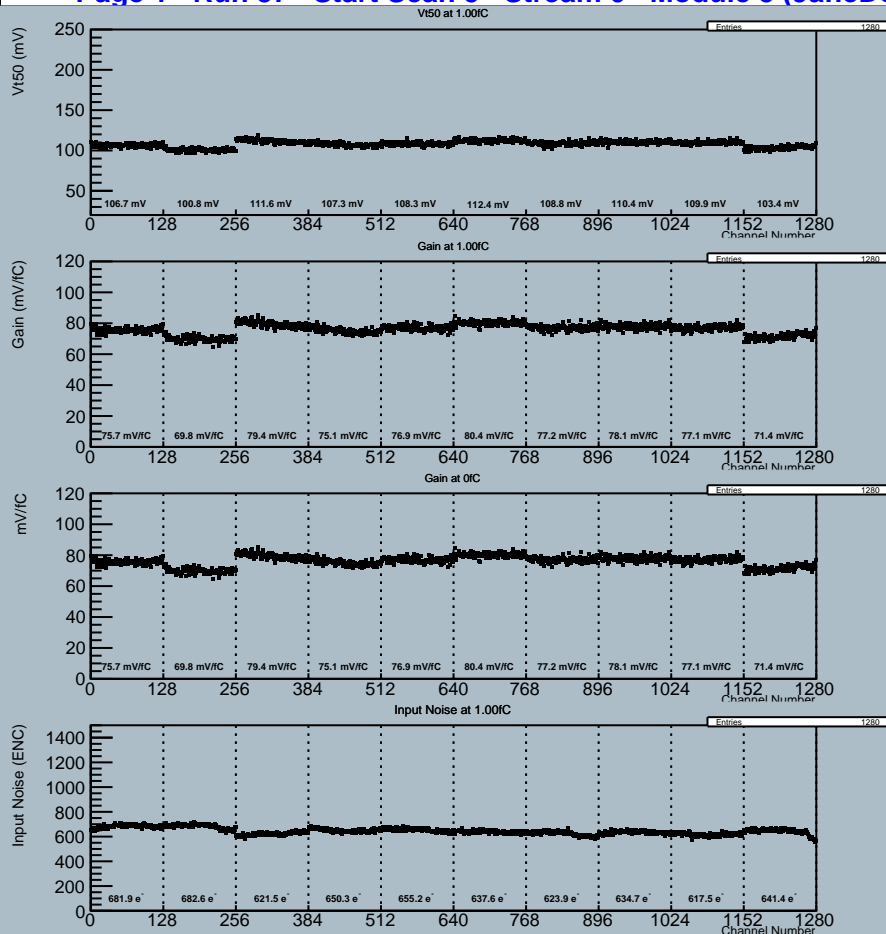 Vt50 at 1.00fC
Entries 1280
Vt50 (mV)
250
200
150
100
50
106.7 mV 100.8 mV 111.6 mV 107.3 mV 108.3 mV 112.4 mV 108.8 mV 110.4 mV 109.9 mV 103.4 mV
0 128 256 384 512 640 768 896 1024 1152 1280
Channel Number
Gain at 1.00fC
Entries 1280
Gain (mV/fC)
120
100
80
60
40
20
0
75.7 mV/fC 69.8 mV/fC 79.4 mV/fC 75.1 mV/fC 76.9 mV/fC 80.4 mV/fC 77.2 mV/fC 78.1 mV/fC 77.1 mV/fC 71.4 mV/fC
0 128 256 384 512 640 768 896 1024 1152 1280
Channel Number
Gain at 0fC
Entries 1280
mV/fC
120
100
80
60
40
20
0
75.7 mV/fC 69.8 mV/fC 79.4 mV/fC 75.1 mV/fC 76.9 mV/fC 80.4 mV/fC 77.2 mV/fC 78.1 mV/fC 77.1 mV/fC 71.4 mV/fC
0 128 256 384 512 640 768 896 1024 1152 1280
Channel Number
Input Noise at 1.00fC
Entries 1280
Input Noise (ENC)
1400
1200
1000
800
600
400
200
0
681.9 e⁻ 682.6 e⁻ 621.5 e⁻ 650.3 e⁻ 655.2 e⁻ 637.6 e⁻ 623.9 e⁻ 634.7 e⁻ 617.5 e⁻ 641.4 e⁻
0 128 256 384 512 640 768 896 1024 1152 1280
Channel Number